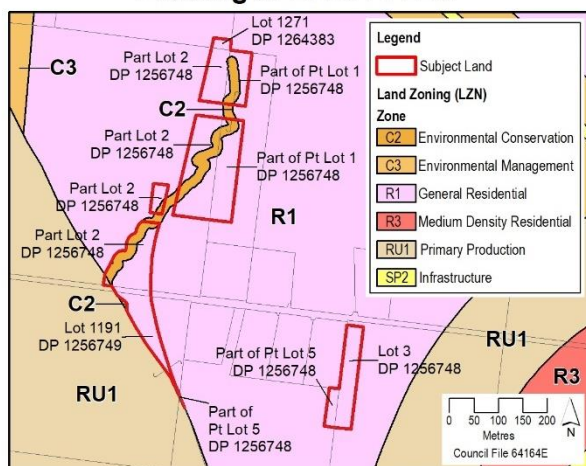 Lot 1271
DP 1264383
Part Lot 2
DP 1256748
Part of Pt Lot 1
DP 1256748
C3
C2
Part Lot 2
DP 1256748
Part of Pt Lot 1
DP 1256748
Part Lot 2
DP 1256748
R1
Part Lot 2
DP 1256748
C2
Lot 1191
DP 1256749
RU1
Part of Pt Lot 5
DP 1256748
Lot 3
DP 1256748
Part of
Pt Lot 5
DP 1256748
RU1
R3
Legend
Subject Land
Land Zoning (LZN)
Zone
C2 Environmental Conservation
C3 Environmental Management
R1 General Residential
R3 Medium Density Residential
RU1 Primary Production
SP2 Infrastructure
0 50 100 150 200
Metres
N
Council File 64164E